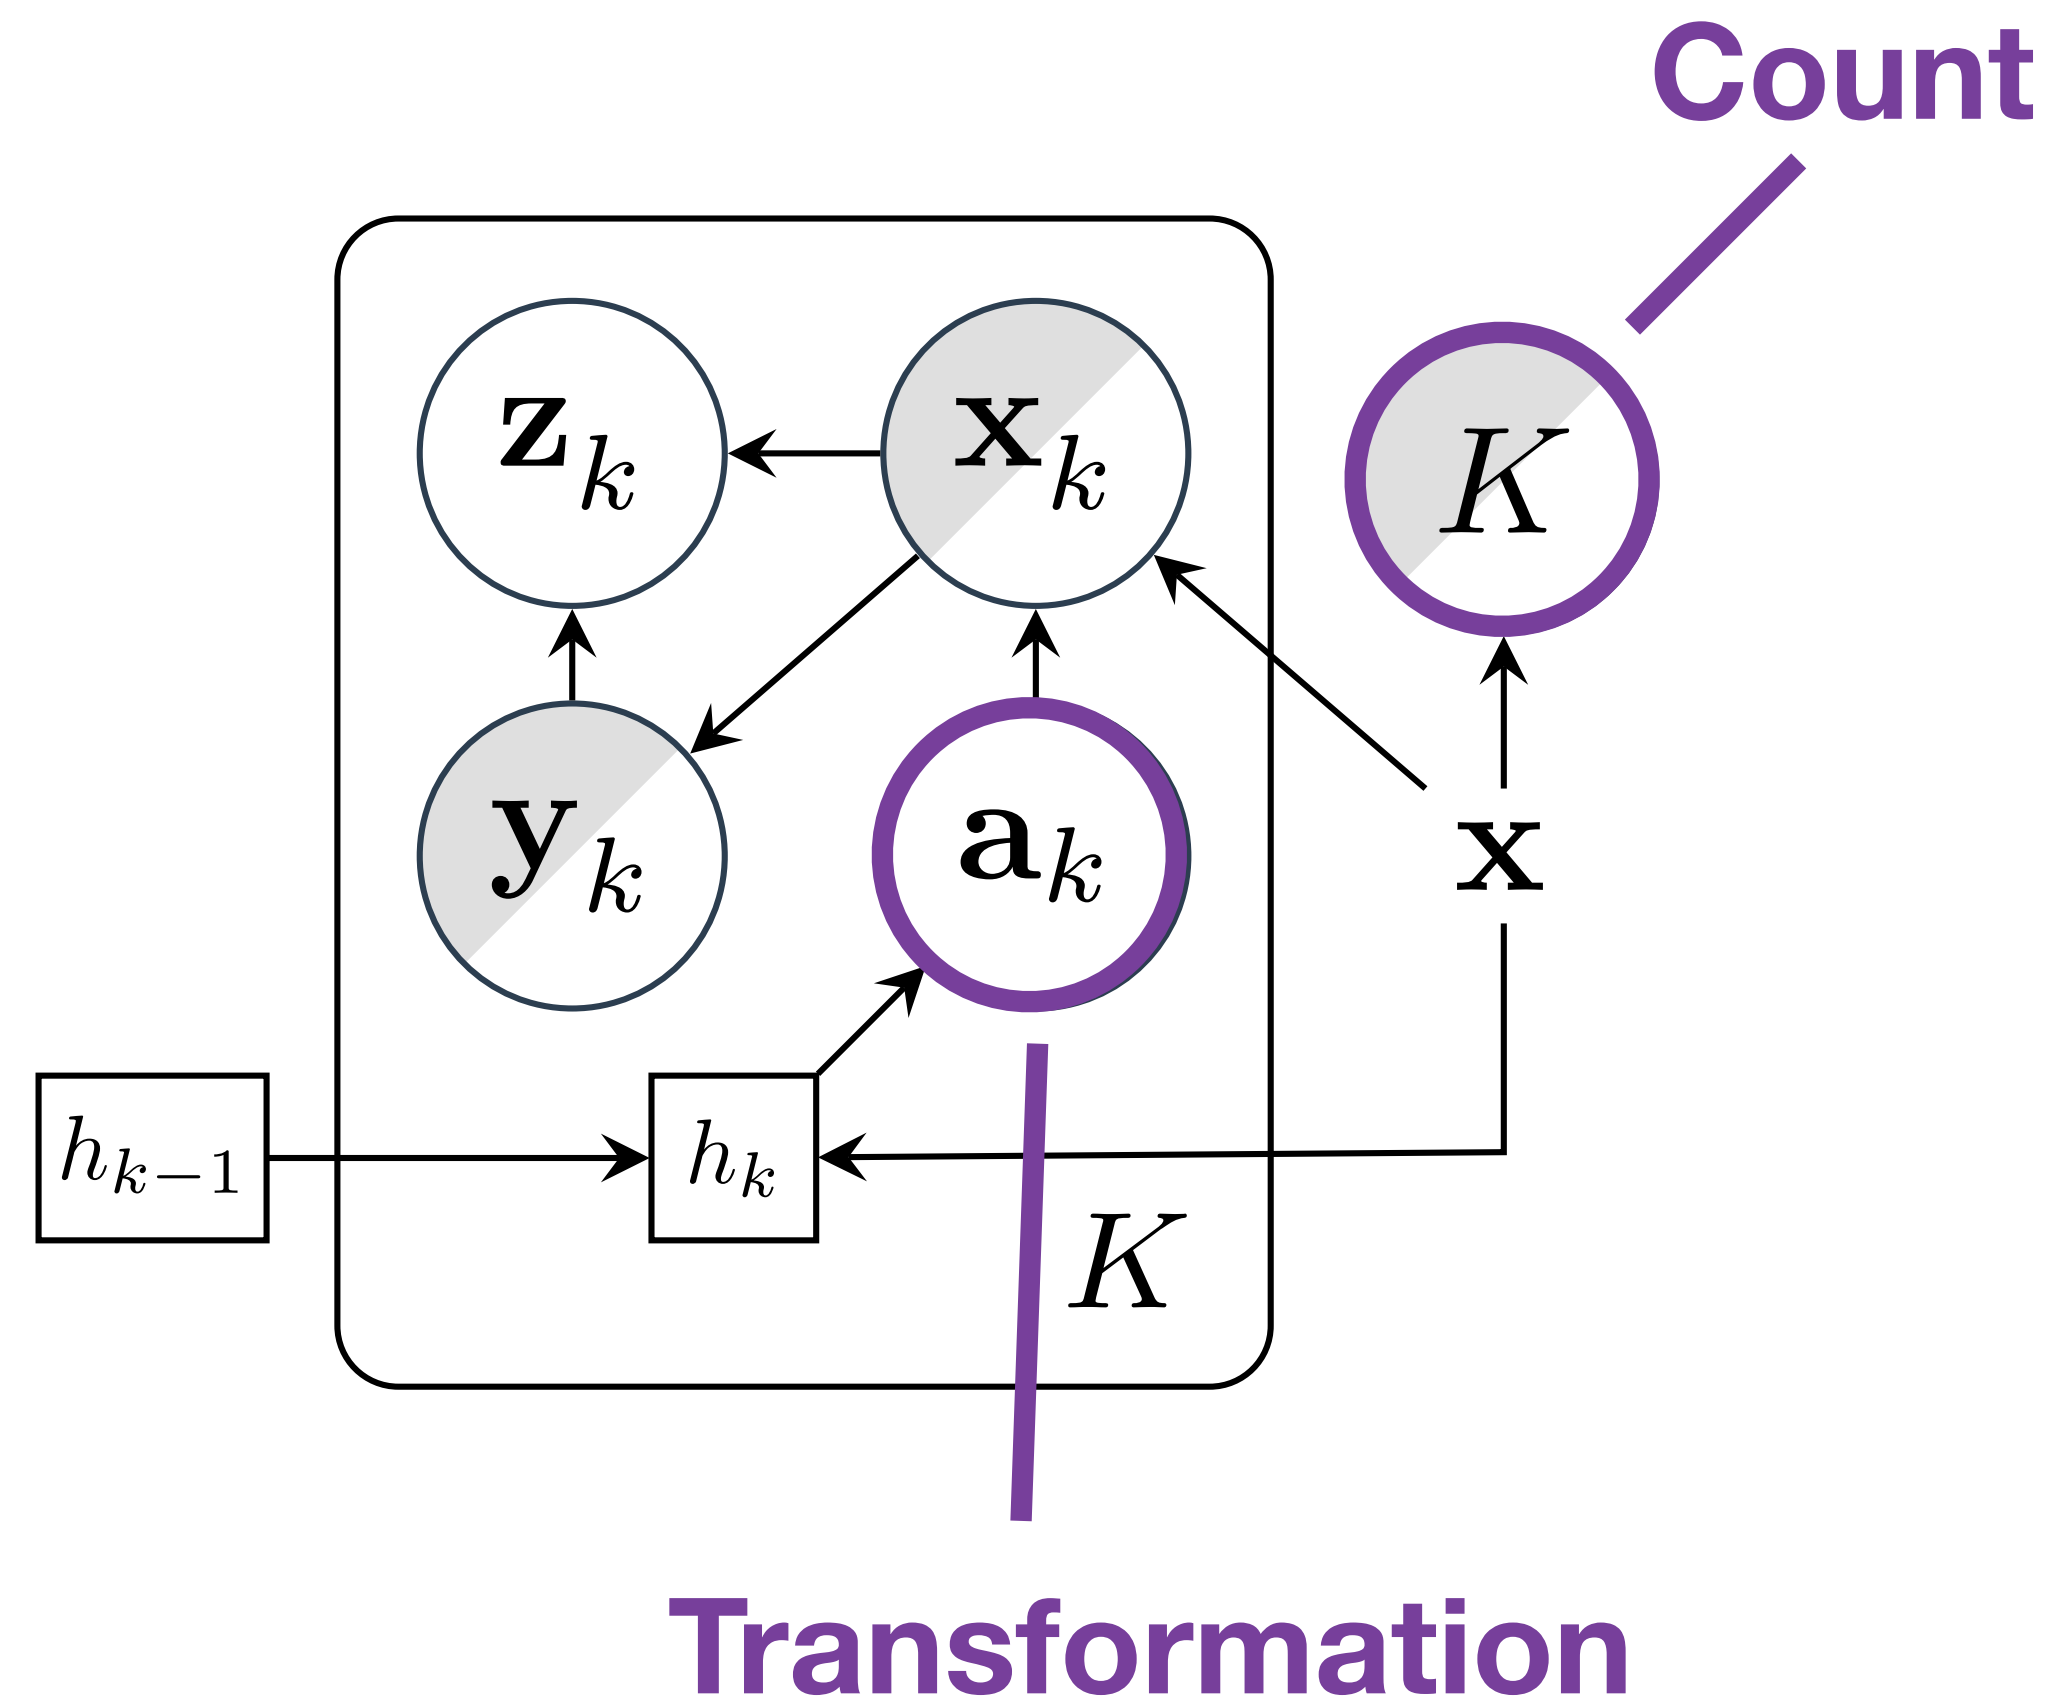 Count
z_k
x_k
K
y_k
a_k
x
h_{k-1}
h_k
K
Transformation